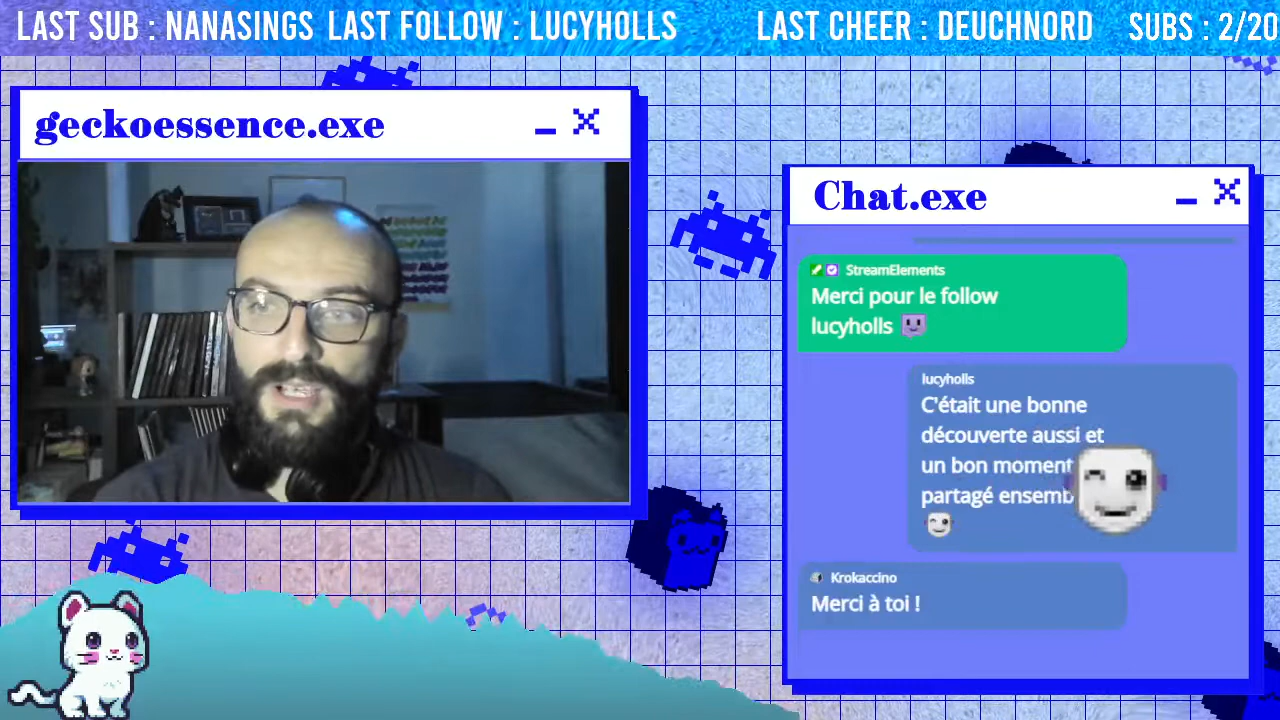 LAST SUB : NANASINGS LAST FOLLOW : LUCYHOLLS LAST CHEER : DEUCHNORD SUBS : 2/20
geckoessence.exe
Chat.exe
StreamElements
Merci pour le follow
lucyholls
lucyholls
C'était une bonne
découverte aussi et
un bon moment
partagé ensemb
Krokaccino
Merci à toi !